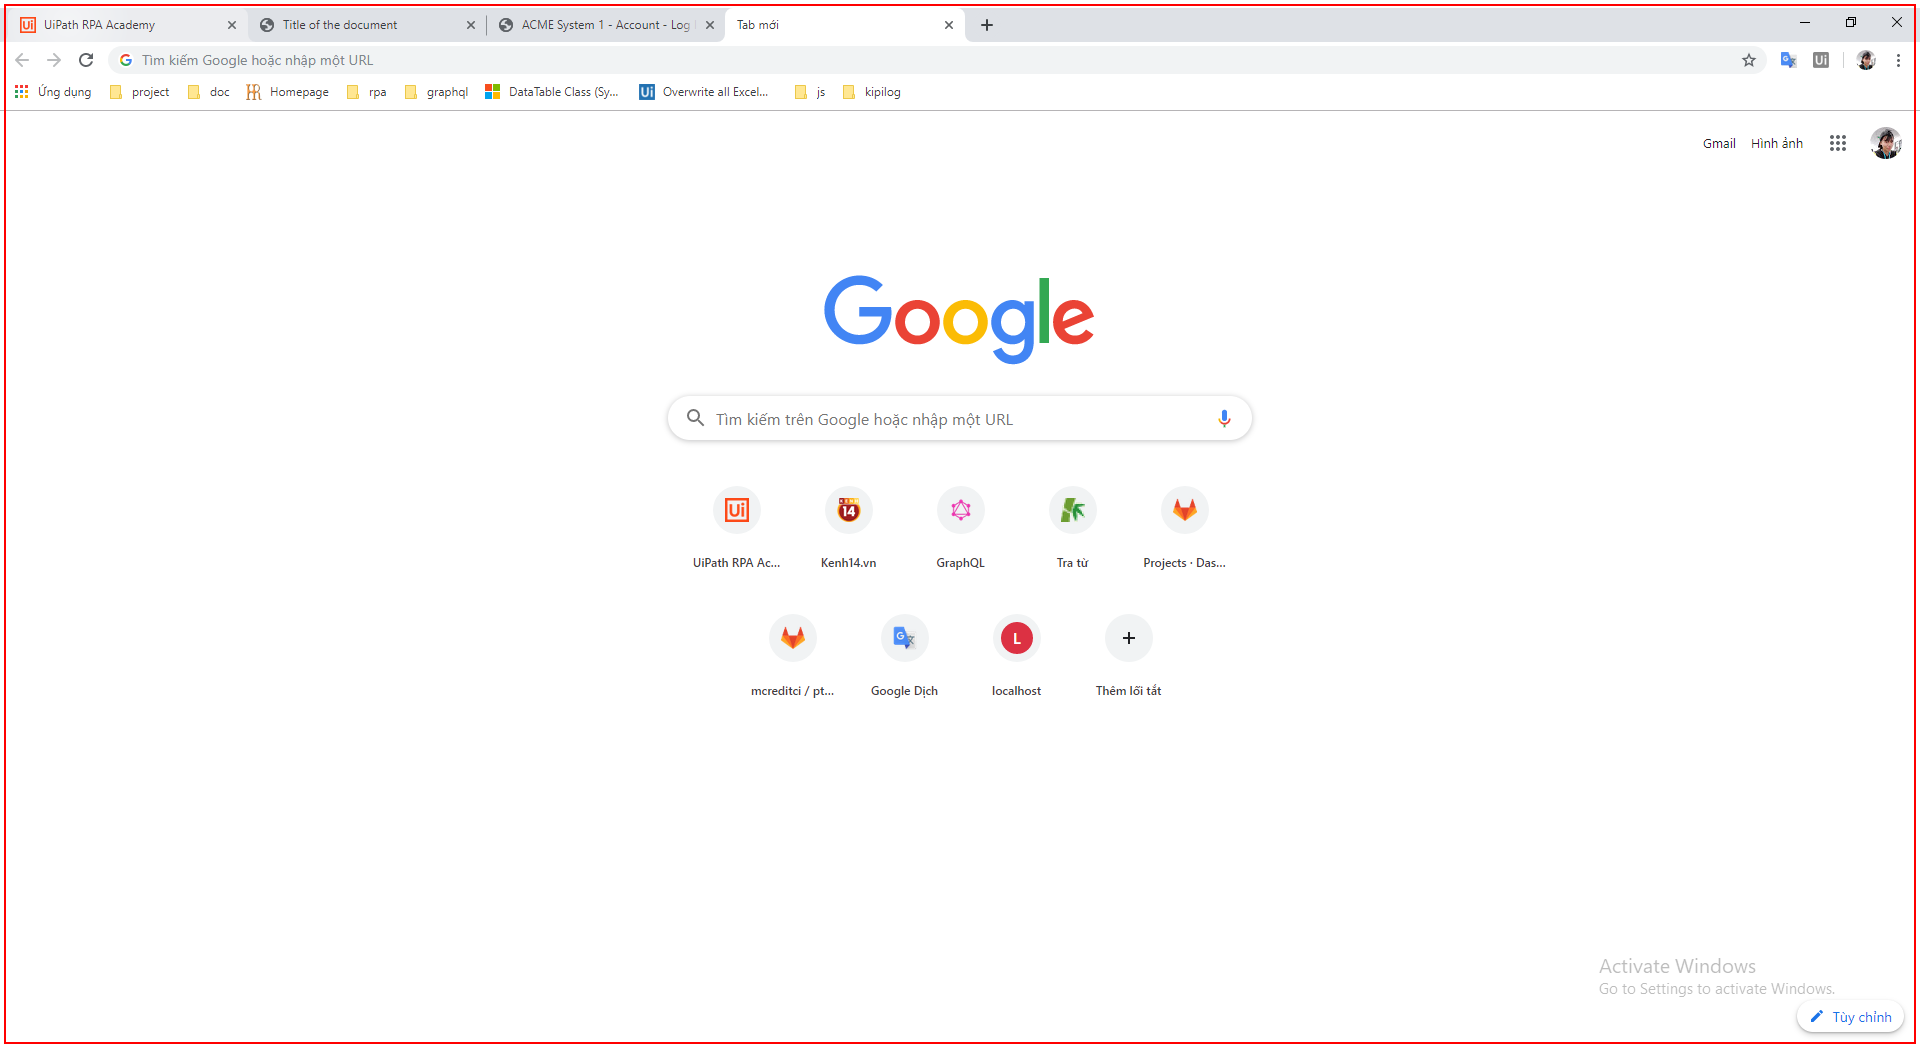 UiPath RPA Academy
Title of the document
ACME System 1 - Account - Log
Tab mới
Tìm kiếm Google hoặc nhập một URL
Ui
Ứng dụng
project
doc
Homepage
rpa
graphql
DataTable Class (Sy...
Ui
Overwrite all Excel...
js
kipilog
Gmail
Hình ảnh
Google
Tìm kiếm trên Google hoặc nhập một URL
Ui
14
UiPath RPA Ac...
Kenh14.vn
GraphQL
Tra từ
Projects · Das...
L
mcreditci / pt...
Google Dịch
localhost
Thêm lối tắt
Activate Windows
Go to Settings to activate Windows.
Tùy chỉnh